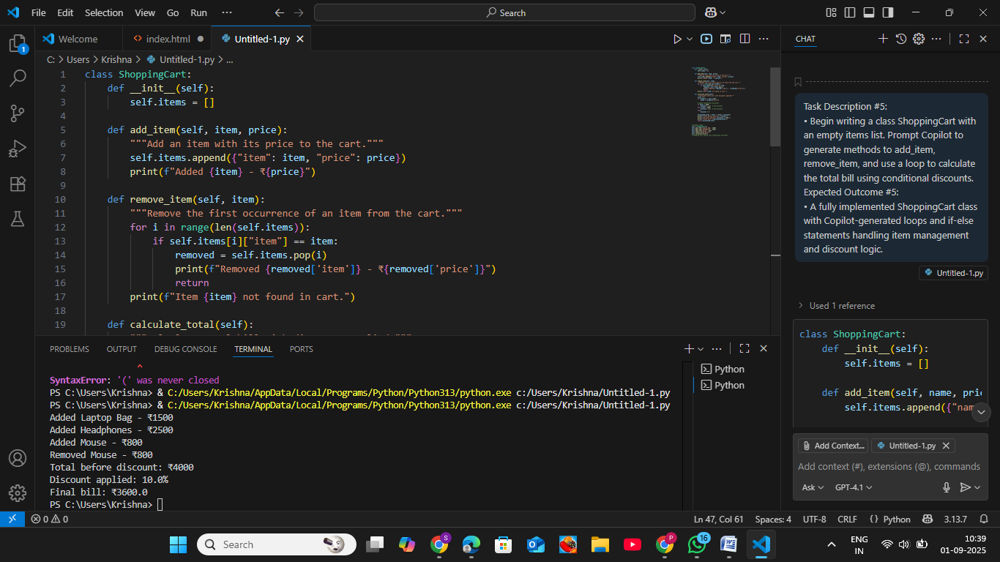 File Edit Selection View Go Run ··· Search
Welcome index.html Untitled-1.py
C: > Users > Krishna > Untitled-1.py > ...
1 class ShoppingCart:
2 def __init__(self):
3 self.items = []
4
5 def add_item(self, item, price):
6 """Add an item with its price to the cart."""
7 self.items.append({"item": item, "price": price})
8 print(f"Added {item} - ₹{price}")
9
10 def remove_item(self, item):
11 """Remove the first occurrence of an item from the cart."""
12 for i in range(len(self.items)):
13 if self.items[i]["item"] == item:
14 removed = self.items.pop(i)
15 print(f"Removed {removed['item']} - ₹{removed['price']}")
16 return
17 print(f"Item {item} not found in cart.")
18
19 def calculate_total(self):
PROBLEMS OUTPUT DEBUG CONSOLE TERMINAL PORTS
^
SyntaxError: '(' was never closed
PS C:\Users\Krishna> & C:/Users/Krishna/AppData/Local/Programs/Python/Python313/python.exe c:/Users/Krishna/Untitled-1.py
PS C:\Users\Krishna> & C:/Users/Krishna/AppData/Local/Programs/Python/Python313/python.exe c:/Users/Krishna/Untitled-1.py
Added Laptop Bag - ₹1500
Added Headphones - ₹2500
Added Mouse - ₹800
Removed Mouse - ₹800
Total before discount: ₹4000
Discount applied: 10.0%
Final bill: ₹3600.0
PS C:\Users\Krishna>
Python
Python
CHAT
Task Description #5:
• Begin writing a class ShoppingCart with
an empty items list. Prompt Copilot to
generate methods to add_item,
remove_item, and use a loop to calculate
the total bill using conditional discounts.
Expected Outcome #5:
• A fully implemented ShoppingCart class
with Copilot-generated loops and if-else
statements handling item management
and discount logic.
Untitled-1.py
> Used 1 reference
class ShoppingCart:
def __init__(self):
self.items = []
def add_item(self, name, pric
self.items.append({"nam
Add Context... Untitled-1.py
Add context (#), extensions (@), commands
Ask GPT-4.1
0 0 Ln 47, Col 61 Spaces: 4 UTF-8 CRLF {} Python 3.13.7
Search S P 16 ENG IN 10:39 01-09-2025
1